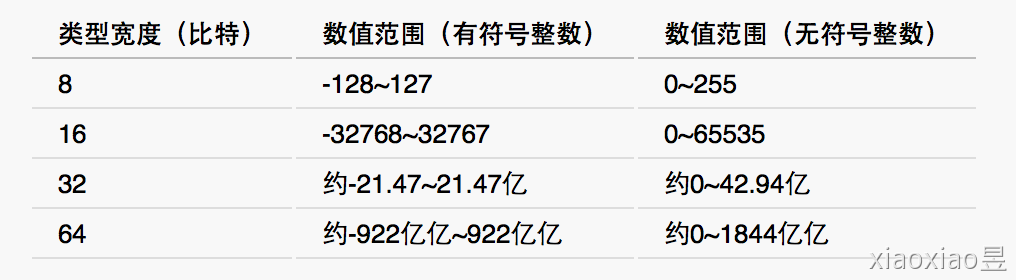 类型宽度（比特） 数值范围（有符号整数） 数值范围（无符号整数）
8 -128~127 0~255
16 -32768~32767 0~65535
32 约-21.47~21.47亿 约0~42.94亿
64 约-922亿亿~922亿亿 约0~1844亿亿
xiaoxiao昱